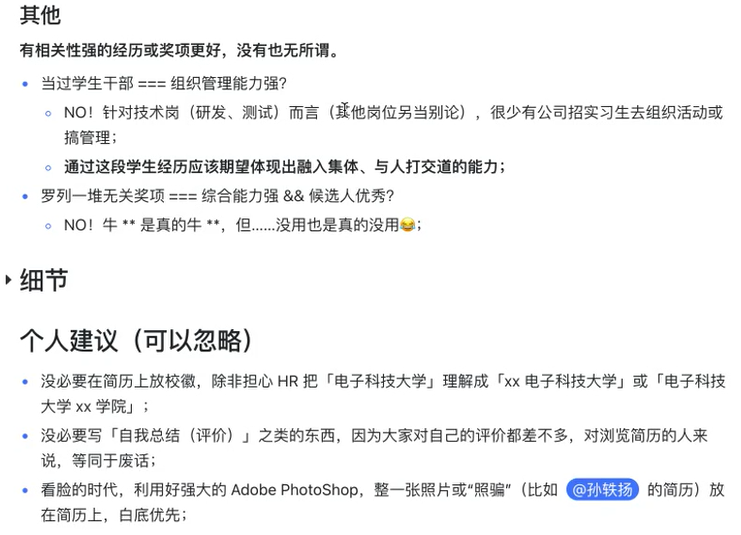 其他
有相关性强的经历或奖项更好，没有也无所谓。
当过学生干部 === 组织管理能力强?
NO！针对技术岗（研发、测试）而言（其他岗位另当别论），很少有公司招实习生去组织活动或
搞管理；
通过这段学生经历应该期望体现出融入集体、与人打交道的能力；
罗列一堆无关奖项 === 综合能力强 && 候选人优秀?
NO！牛 ** 是真的牛 **，但……没用也是真的没用😂；
细节
个人建议（可以忽略）
没必要在简历上放校徽，除非担心 HR 把「电子科技大学」理解成「xx 电子科技大学」或「电子科技
大学 xx 学院」；
没必要写「自我总结（评价）」之类的东西，因为大家对自己的评价都差不多，对浏览简历的人来
说，等同于废话；
看脸的时代，利用好强大的 Adobe PhotoShop，整一张照片或“照骗”（比如 @孙轶扬 的简历）放
在简历上，白底优先；